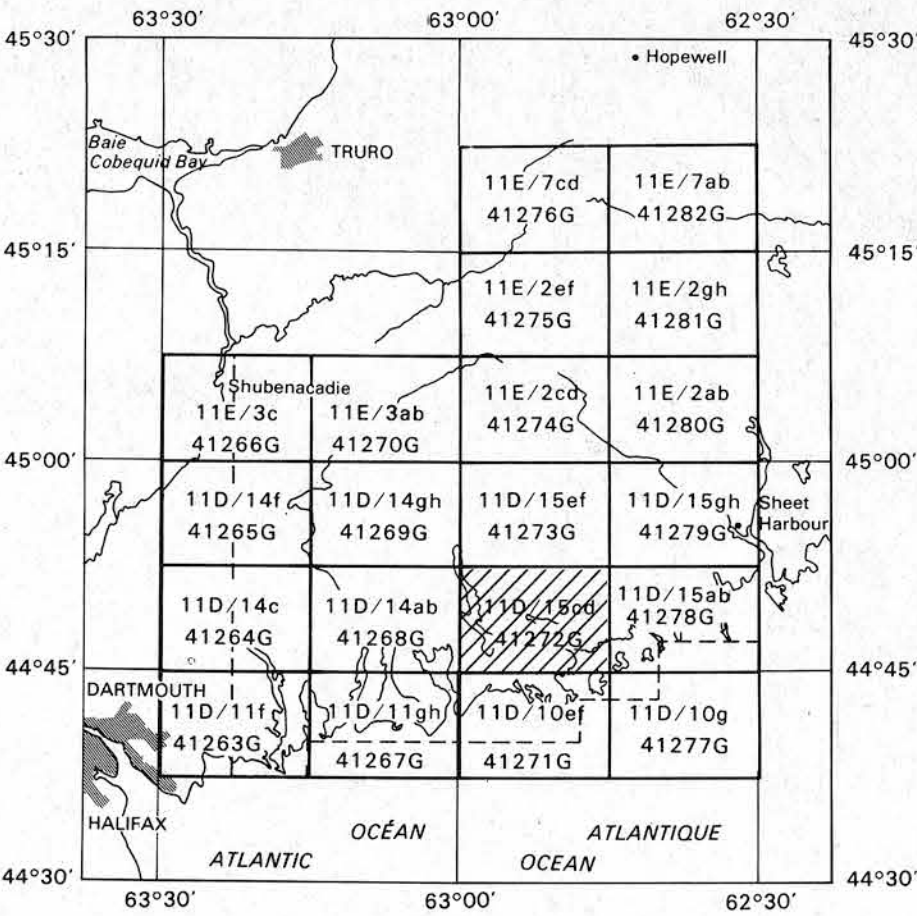 63°30′ 63°00′ 62°30′
45°30′ 45°30′
Hopewell
Baie
Cobequid Bay
TRURO
11E/7cd 11E/7ab
41276G 41282G
45°15′ 45°15′
11E/2ef 11E/2gh
41275G 41281G
Shubenacadie
11E/2cd 11E/2ab
11E/3c 11E/3ab
41274G 41280G
41266G 41270G
45°00′ 45°00′
11D/14f 11D/14gh 11D/15ef 11D/15gh Sheet
Harbour
41265G 41269G 41273G 41279G
11D/15ab
11D/14c 11D/14ab 11D/15cd
41278G
41264G 41268G 41272G
44°45′ 44°45′
DARTMOUTH
11D/11f 11D/11gh 11D/10ef 11D/10g
41263G 41277G
41267G 41271G
HALIFAX
OCÉAN ATLANTIQUE
ATLANTIC OCEAN
44°30′ 44°30′
63°30′ 63°00′ 62°30′